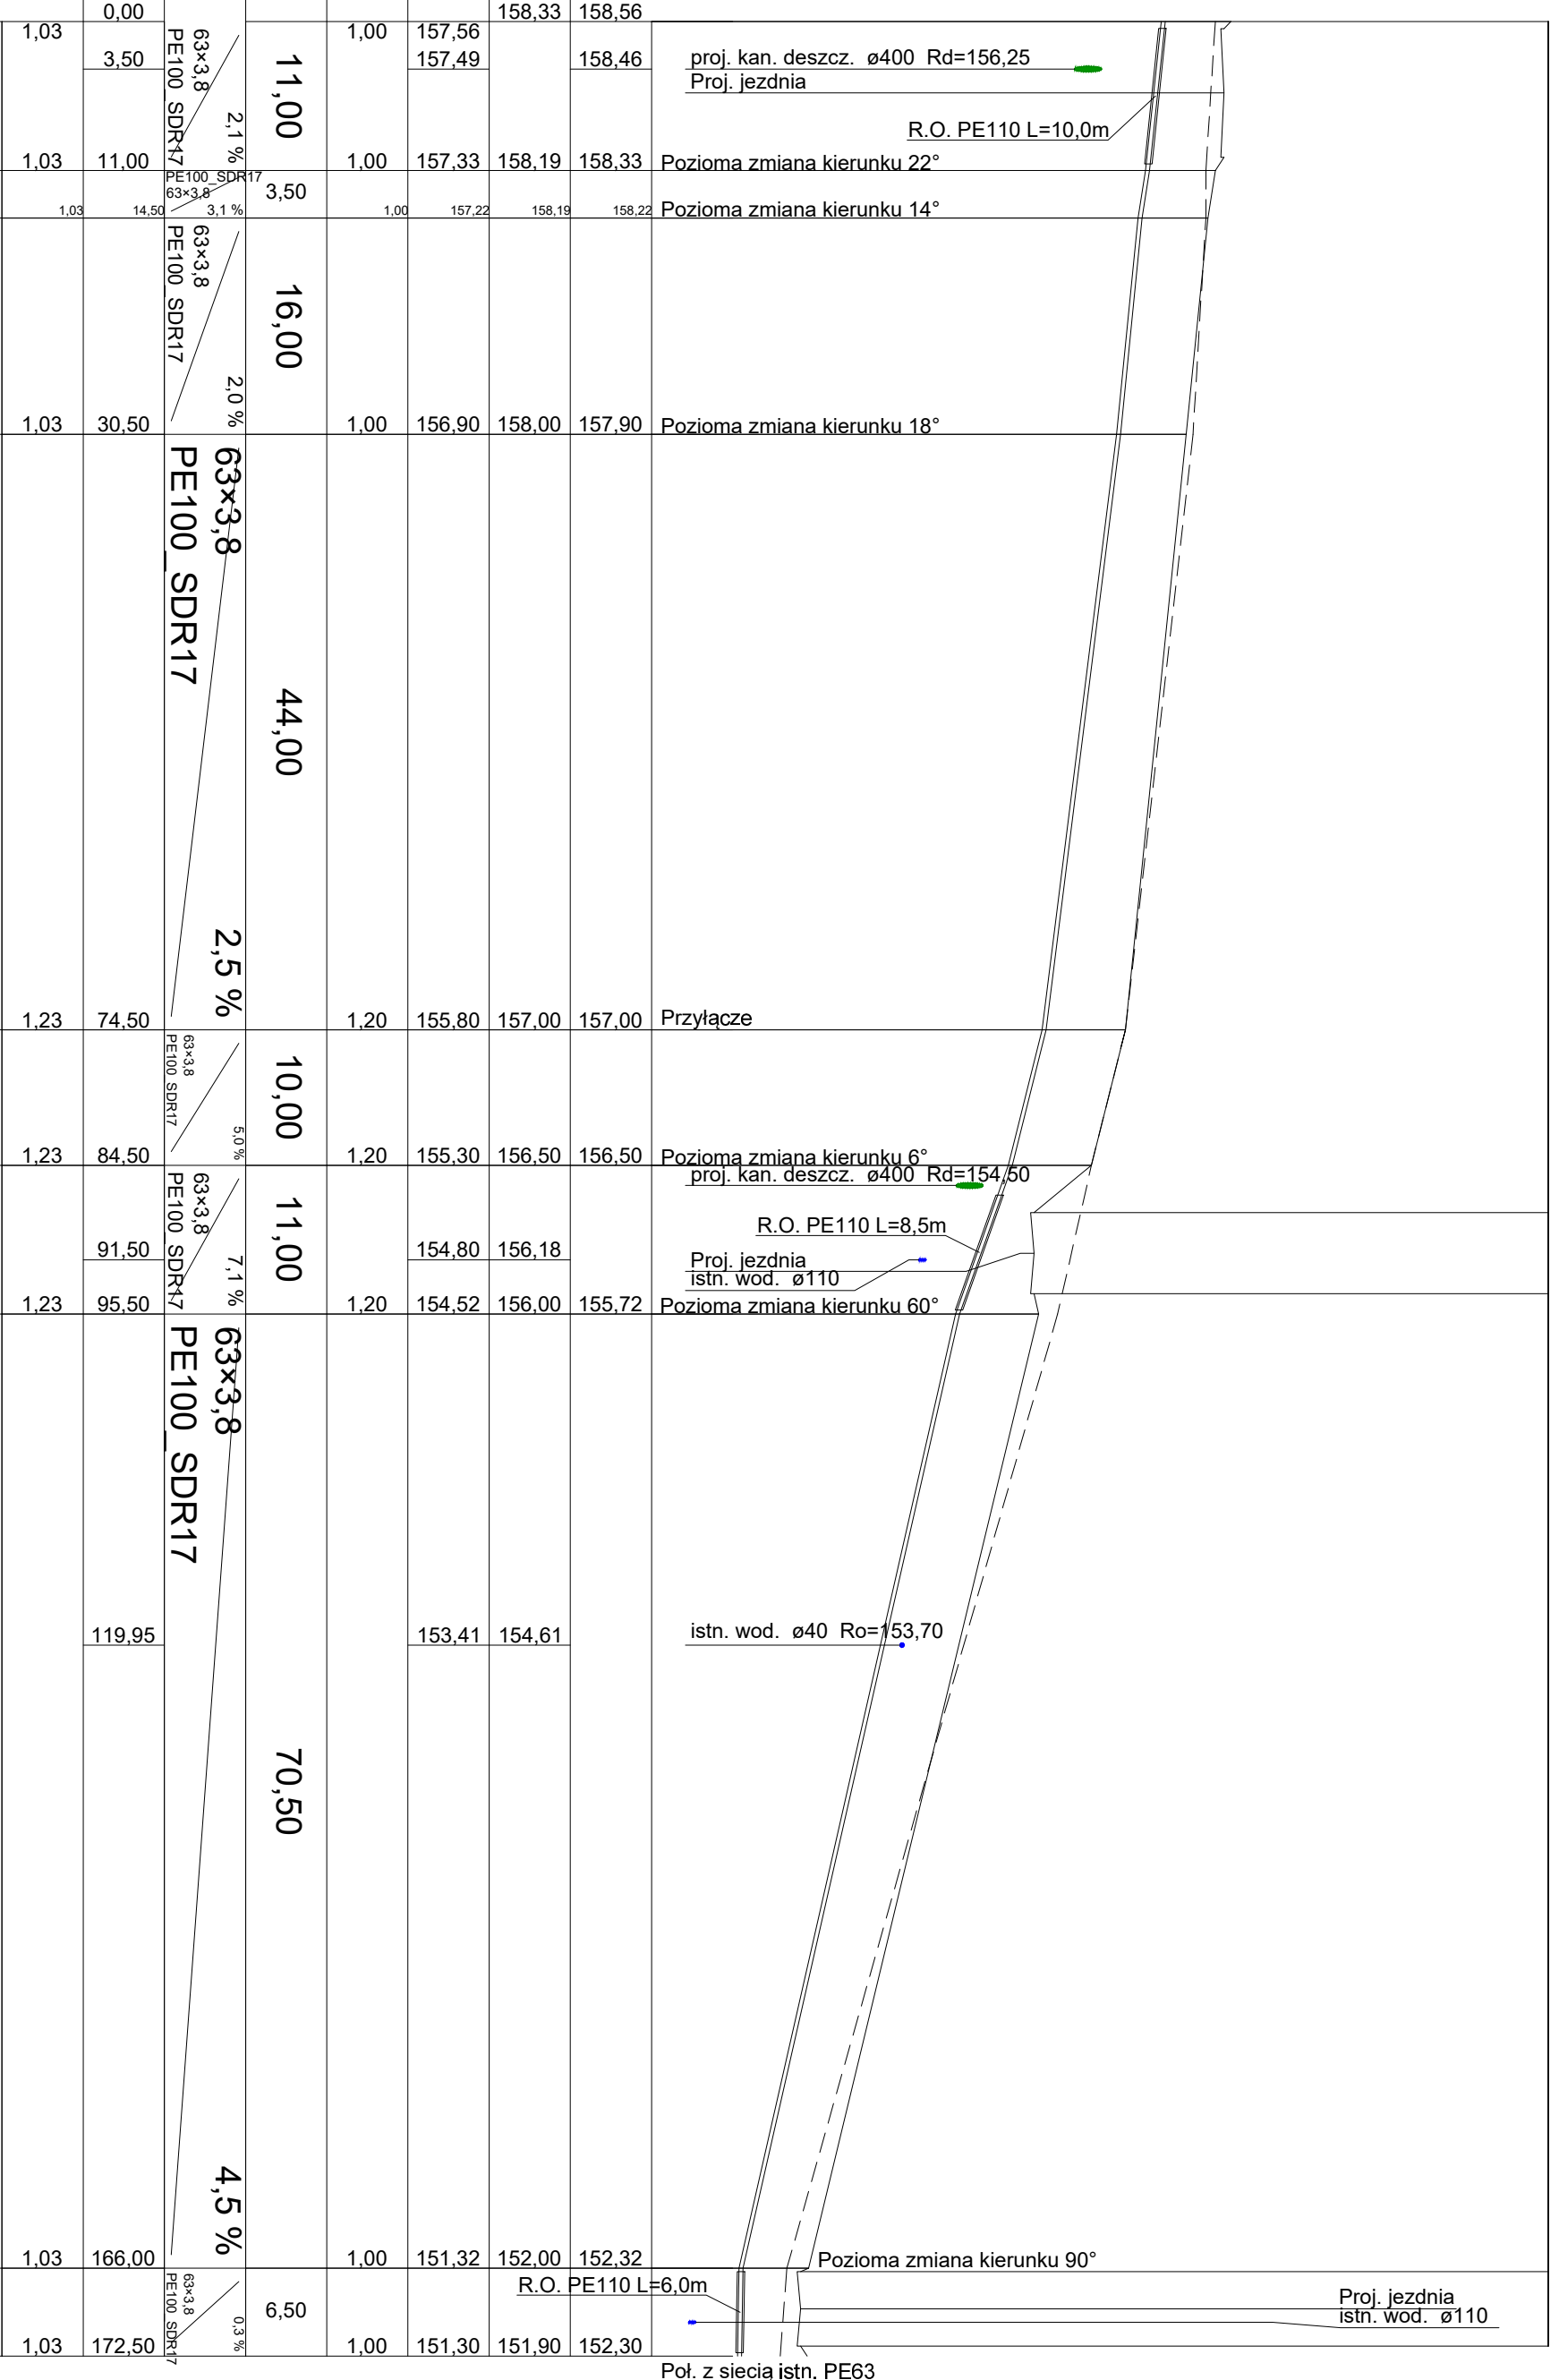 0,00 158,33 158,56
1,03 1,00 157,56
63×3,8
PE100_SDR17
2,1 %
11,00
3,50 157,49 158,46 proj. kan. deszcz. ø400 Rd=156,25
Proj. jezdnia
R.O. PE110 L=10,0m
1,03 11,00 1,00 157,33 158,19 158,33 Pozioma zmiana kierunku 22°
PE100_SDR17
63×3,8
3,1 %
3,50
1,03 14,50 1,00 157,22 158,19 158,22 Pozioma zmiana kierunku 14°
63×3,8
PE100_SDR17
2,0 %
16,00
1,03 30,50 1,00 156,90 158,00 157,90 Pozioma zmiana kierunku 18°
63×3,8
PE100_SDR17
2,5 %
44,00
1,23 74,50 1,20 155,80 157,00 157,00 Przyłącze
63×3,8
PE100_SDR17
5,0 %
10,00
1,23 84,50 1,20 155,30 156,50 156,50 Pozioma zmiana kierunku 6°
proj. kan. deszcz. ø400 Rd=154,50
63×3,8
PE100_SDR17
7,1 %
11,00
R.O. PE110 L=8,5m
91,50 154,80 156,18
Proj. jezdnia
istn. wod. ø110
1,23 95,50 1,20 154,52 156,00 155,72 Pozioma zmiana kierunku 60°
63×3,8
PE100_SDR17
4,5 %
70,50
119,95 153,41 154,61 istn. wod. ø40 Ro=153,70
1,03 166,00 1,00 151,32 152,00 152,32 Pozioma zmiana kierunku 90°
63×3,8
PE100_SDR17
0,3 %
6,50
R.O. PE110 L=6,0m
Proj. jezdnia
istn. wod. ø110
1,03 172,50 1,00 151,30 151,90 152,30
Poł. z siecią istn. PE63